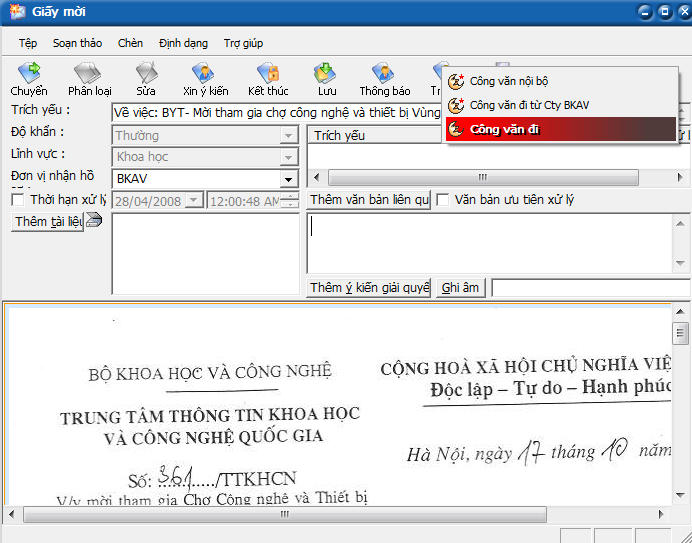 Giấy mời
Tệp Soạn thảo Chèn Định dạng Trợ giúp
Chuyển Phân loại Sửa Xin ý kiến Kết thúc Lưu Thông báo
Công văn nội bộ
Công văn đi từ Cty BKAV
Công văn đi
Trích yếu : Về việc: BYT- Mời tham gia chợ công nghệ và thiết bị Vùng
Độ khẩn : Thường Trích yếu
Lĩnh vực : Khoa học
Đơn vị nhận hồ BKAV
Thời hạn xử lý 28/04/2008 12:00:48 AM Thêm văn bản liên qu Văn bản ưu tiên xử lý
Thêm tài liệu
Thêm ý kiến giải quyế Ghi âm
BỘ KHOA HỌC VÀ CÔNG NGHỆ
TRUNG TÂM THÔNG TIN KHOA HỌC
VÀ CÔNG NGHỆ QUỐC GIA
Số: 361/TTKHCN
V/v mời tham gia Chợ Công nghệ và Thiết bị
CỘNG HOÀ XÃ HỘI CHỦ NGHĨA VIỆ
Độc lập – Tự do – Hạnh phúc
Hà Nội, ngày 17 tháng 10 năm